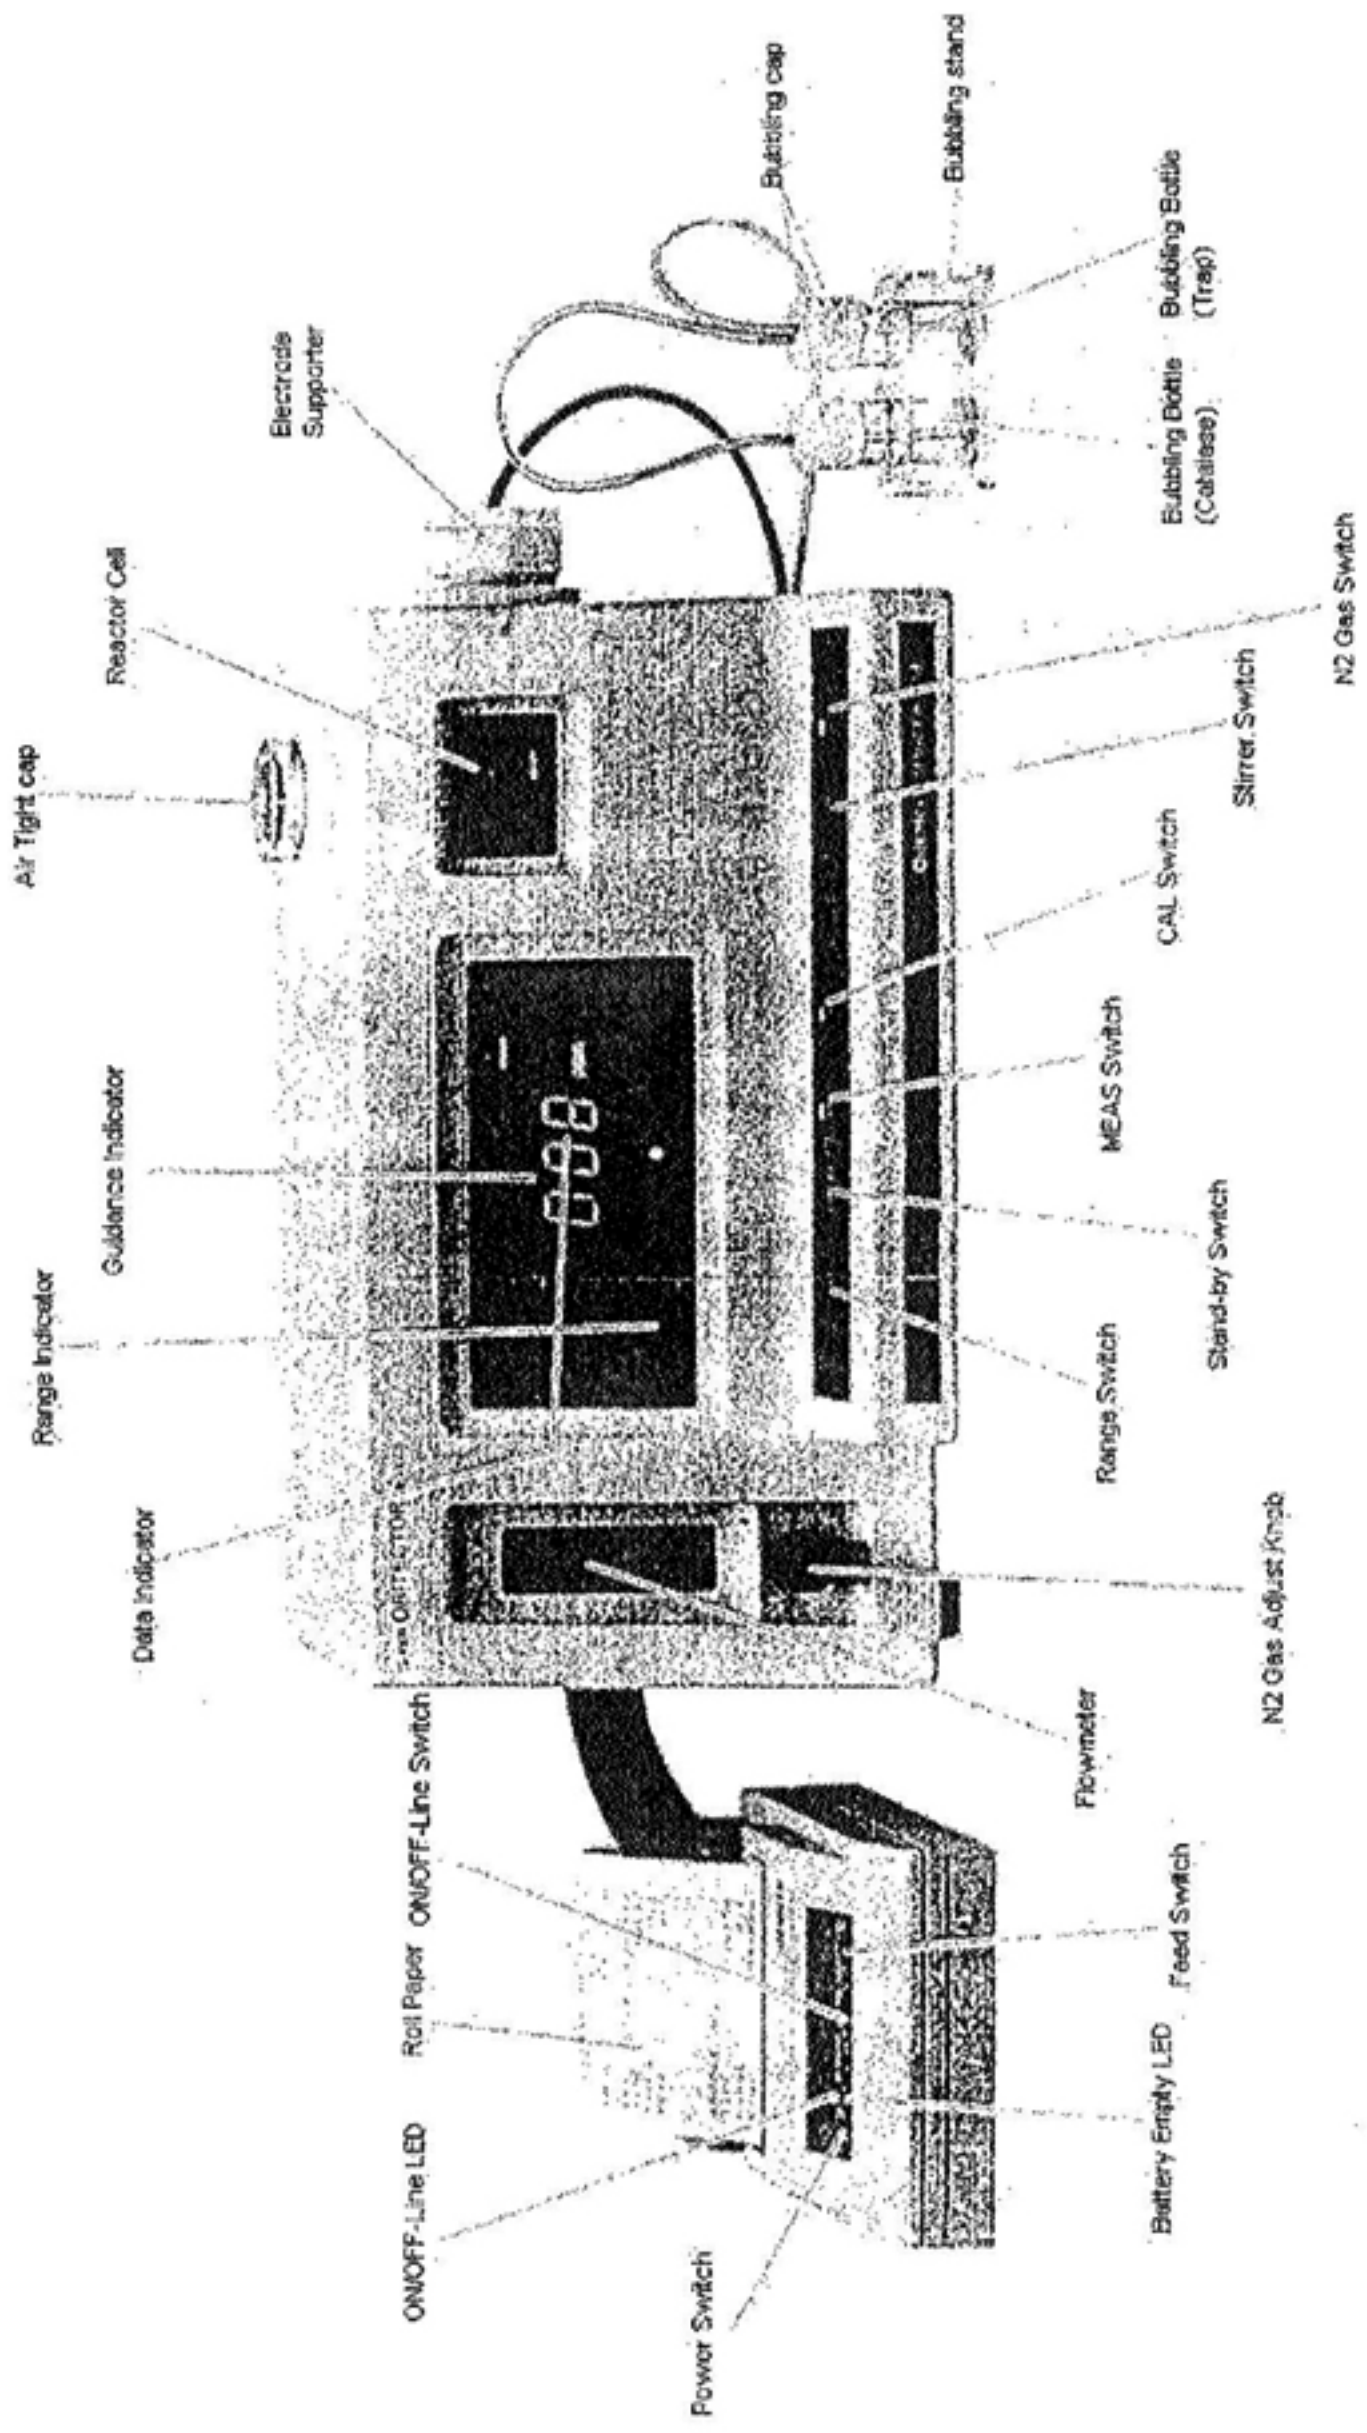 Range Indicator
Air Tight cap
Guidance Indicator
Reactor Cell
Data Indicator
Electrode
Supporter
ON/OFF-Line LED
Roll Paper
ON/OFF-Line Switch
ORITECTOR
Power Switch
Bubbling cap
Bubbling stand
Flowmeter
Range Switch
MEAS Switch
CAL Switch
Bubbling Bottle
(Catalase)
Bubbling Bottle
(Trap)
Battery Empty LED
Feed Switch
Stand-by Switch
Stirrer Switch
N2 Gas Adjust Knob
N2 Gas Switch